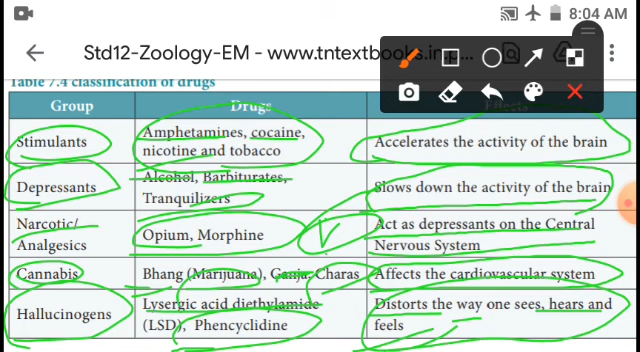 8:04 AM
Std12-Zoology-EM - www.tntextbooks.in.p...
Table 7.4 classification of drugs
Group Drugs Effects
Stimulants Amphetamines, cocaine, nicotine and tobacco Accelerates the activity of the brain
Depressants Alcohol, Barbiturates, Tranquilizers Slows down the activity of the brain
Narcotic/ Analgesics Opium, Morphine Act as depressants on the Central Nervous System
Cannabis Bhang (Marijuana), Ganja, Charas Affects the cardiovascular system
Hallucinogens Lysergic acid diethylamide (LSD), Phencyclidine Distorts the way one sees, hears and feels